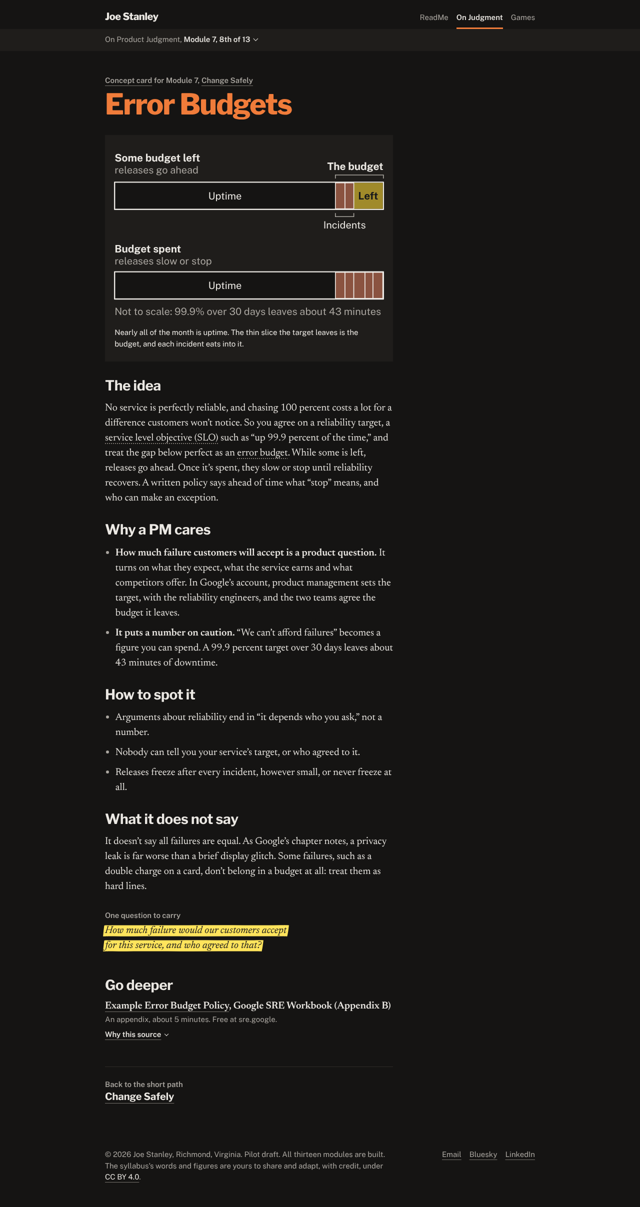 Joe Stanley
ReadMe On Judgment Games
On Product Judgment, Module 7, 8th of 13
Concept card for Module 7, Change Safely
Error Budgets
Some budget left
releases go ahead
The budget
Uptime
Left
Incidents
Budget spent
releases slow or stop
Uptime
Not to scale: 99.9% over 30 days leaves about 43 minutes
Nearly all of the month is uptime. The thin slice the target leaves is the
budget, and each incident eats into it.
The idea
No service is perfectly reliable, and chasing 100 percent costs a lot for a
difference customers won’t notice. So you agree on a reliability target, a
service level objective (SLO) such as “up 99.9 percent of the time,” and
treat the gap below perfect as an error budget. While some is left,
releases go ahead. Once it’s spent, they slow or stop until reliability
recovers. A written policy says ahead of time what “stop” means, and
who can make an exception.
Why a PM cares
• How much failure customers will accept is a product question. It
turns on what they expect, what the service earns and what
competitors offer. In Google’s account, product management sets the
target, with the reliability engineers, and the two teams agree the
budget it leaves.
• It puts a number on caution. “We can’t afford failures” becomes a
figure you can spend. A 99.9 percent target over 30 days leaves about
43 minutes of downtime.
How to spot it
• Arguments about reliability end in “it depends who you ask,” not a
number.
• Nobody can tell you your service’s target, or who agreed to it.
• Releases freeze after every incident, however small, or never freeze at
all.
What it does not say
It doesn’t say all failures are equal. As Google’s chapter notes, a privacy
leak is far worse than a brief display glitch. Some failures, such as a
double charge on a card, don’t belong in a budget at all: treat them as
hard lines.
One question to carry
How much failure would our customers accept
for this service, and who agreed to that?
Go deeper
Example Error Budget Policy, Google SRE Workbook (Appendix B)
An appendix, about 5 minutes. Free at sre.google.
Why this source
Back to the short path
Change Safely
© 2026 Joe Stanley, Richmond, Virginia. Pilot draft. All thirteen modules are built.
The syllabus’s words and figures are yours to share and adapt, with credit, under
CC BY 4.0.
Email Bluesky LinkedIn